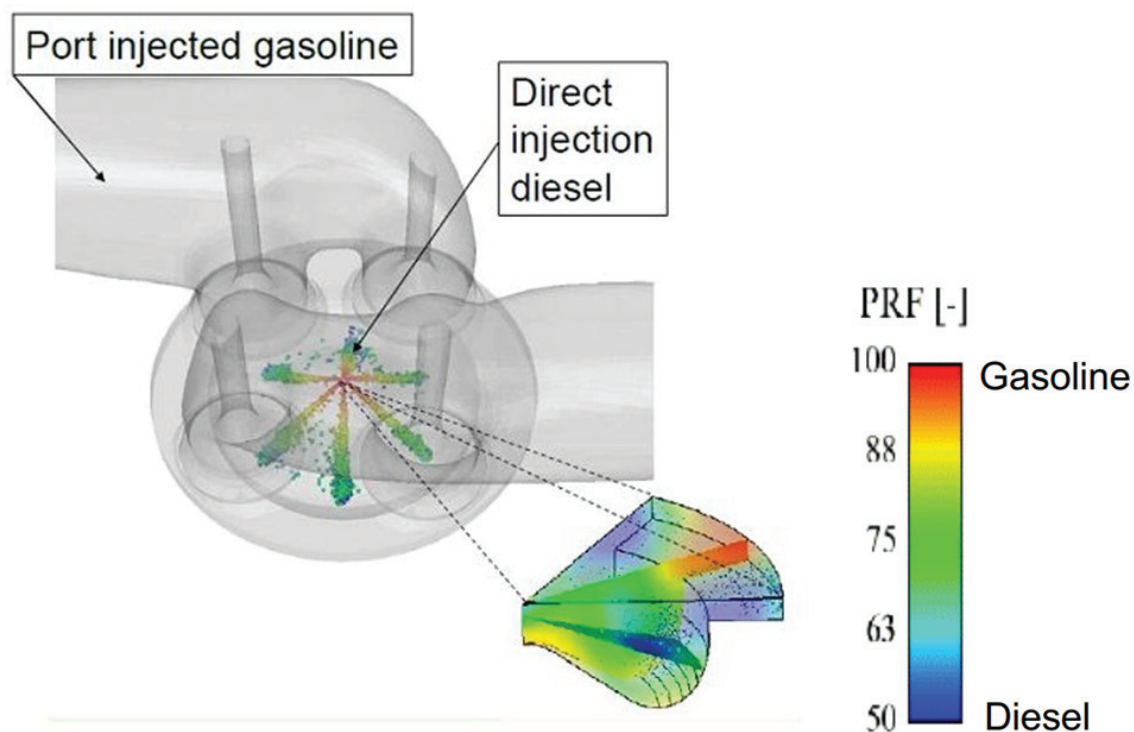 Port injected gasoline
Direct
injection
diesel
PRF [-]
100
Gasoline
88
75
63
50
Diesel